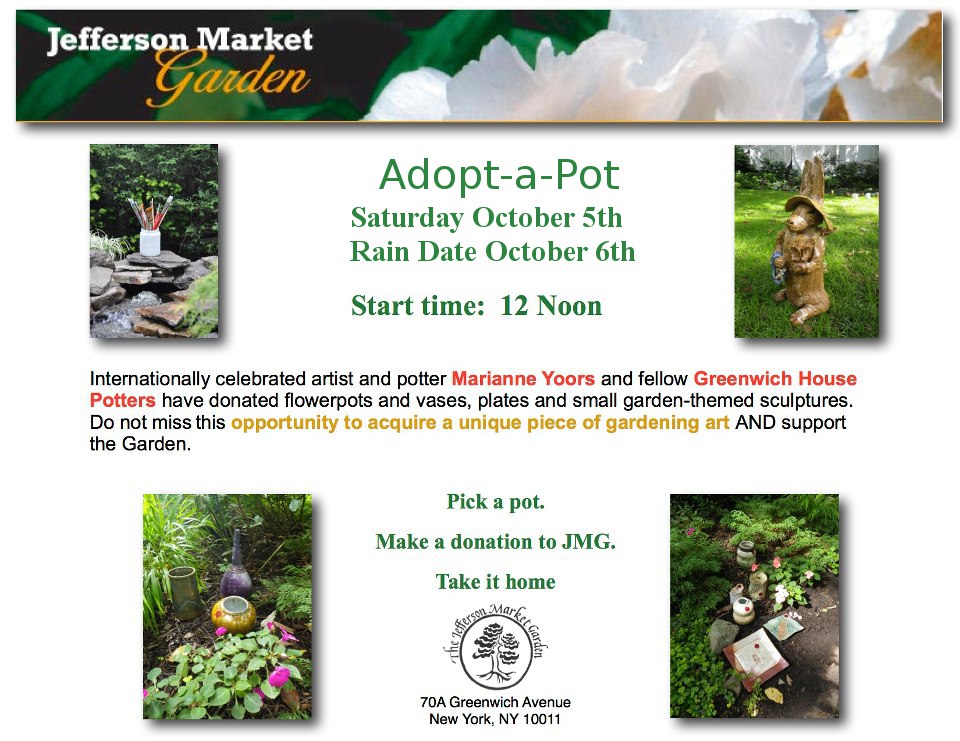 Jefferson Market
Garden
Adopt-a-Pot
Saturday October 5th
Rain Date October 6th
Start time: 12 Noon
Internationally celebrated artist and potter Marianne Yoors and fellow Greenwich House
Potters have donated flowerpots and vases, plates and small garden-themed sculptures.
Do not miss this opportunity to acquire a unique piece of gardening art AND support
the Garden.
Pick a pot.
Make a donation to JMG.
Take it home
The Jefferson Market Garden
70A Greenwich Avenue
New York, NY 10011